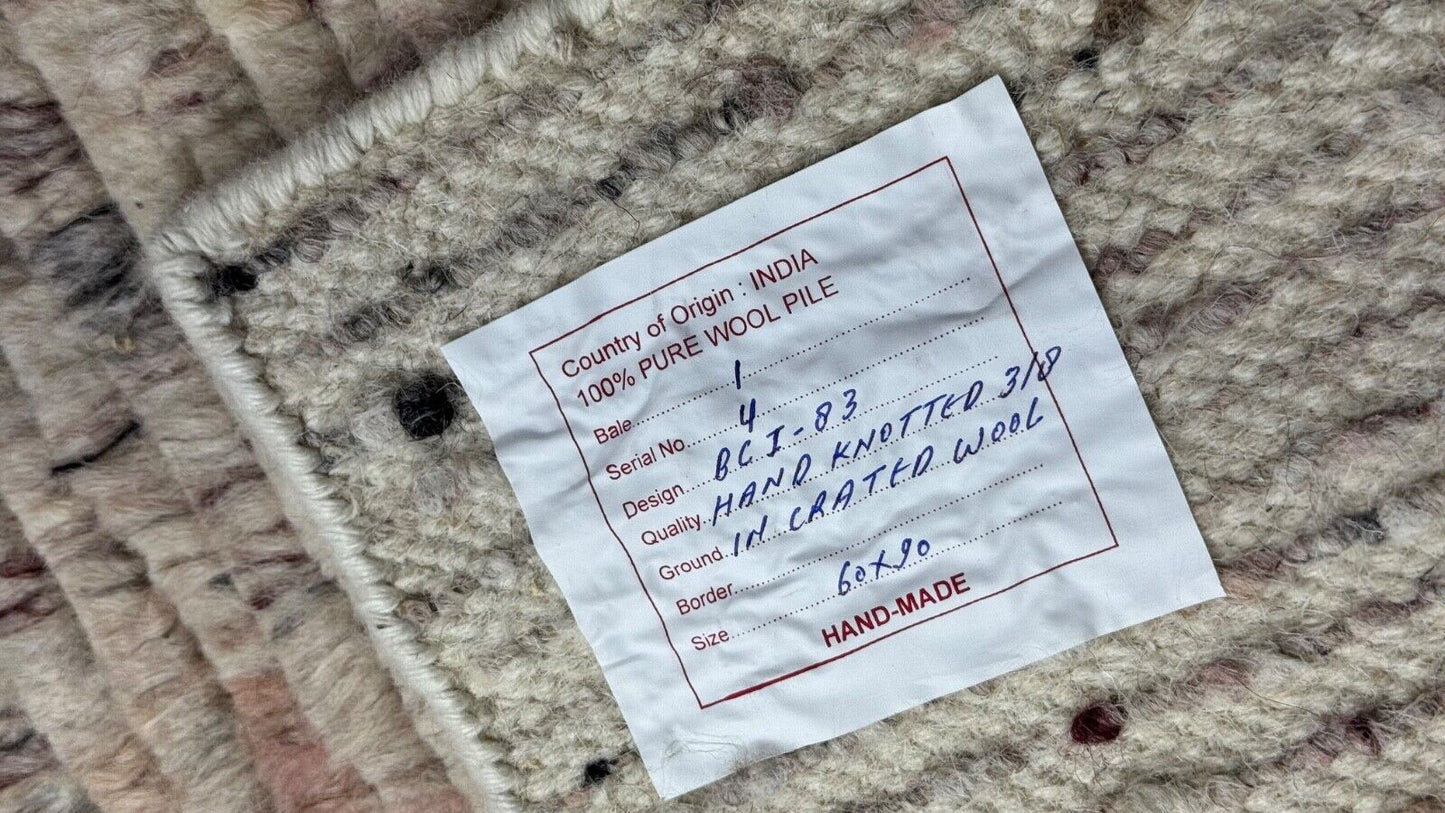 Country of Origin : INDIA
100% PURE WOOL PILE
Bale.....1.....
Serial No.....4.....
Design.....BCI-83.....
Quality..HAND KNOTTED 3/8
Ground..IN CRATED WOOL
Border.....
Size.....60X90.....
HAND-MADE